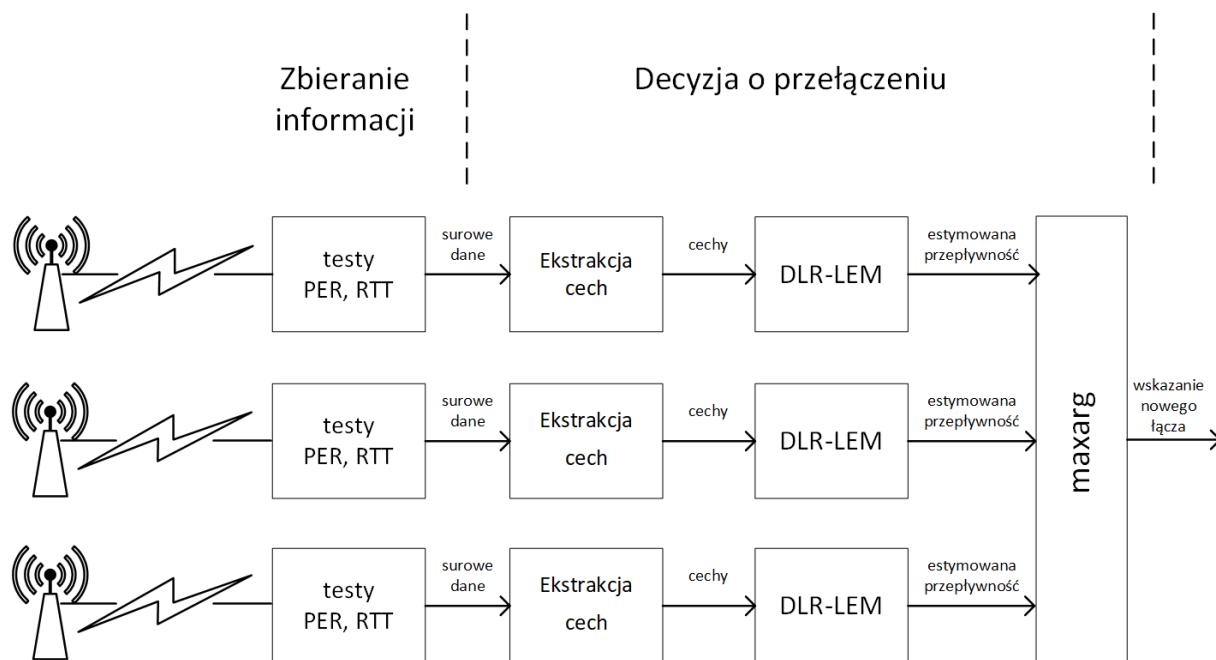 Zbieranie
informacji
Decyzja o przełączeniu
testy
PER, RTT
surowe
dane
Ekstrakcja
cech
cechy
DLR-LEM
estymowana
przepływność
testy
PER, RTT
surowe
dane
Ekstrakcja
cech
cechy
DLR-LEM
estymowana
przepływność
maxarg
wskazanie
nowego
łącza
testy
PER, RTT
surowe
dane
Ekstrakcja
cech
cechy
DLR-LEM
estymowana
przepływność